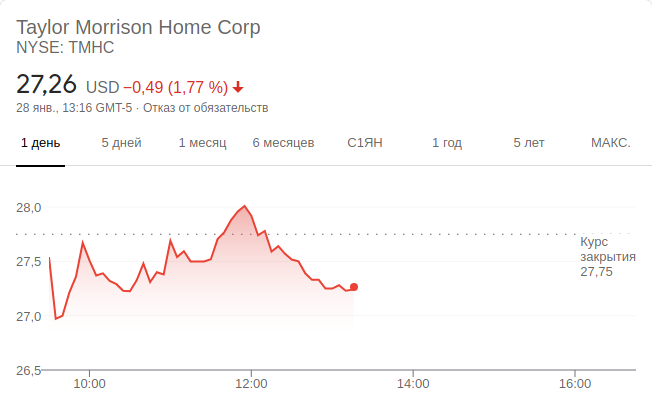 Taylor Morrison Home Corp
NYSE: TMHC
27,26 USD −0,49 (1,77 %)
28 янв., 13:16 GMT-5 · Отказ от обязательств
1 день 5 дней 1 месяц 6 месяцев С1ЯН 1 год 5 лет МАКС.
28,0
Курс
закрытия
27,5
27,75
27,0
26,5
10:00 12:00 14:00 16:00